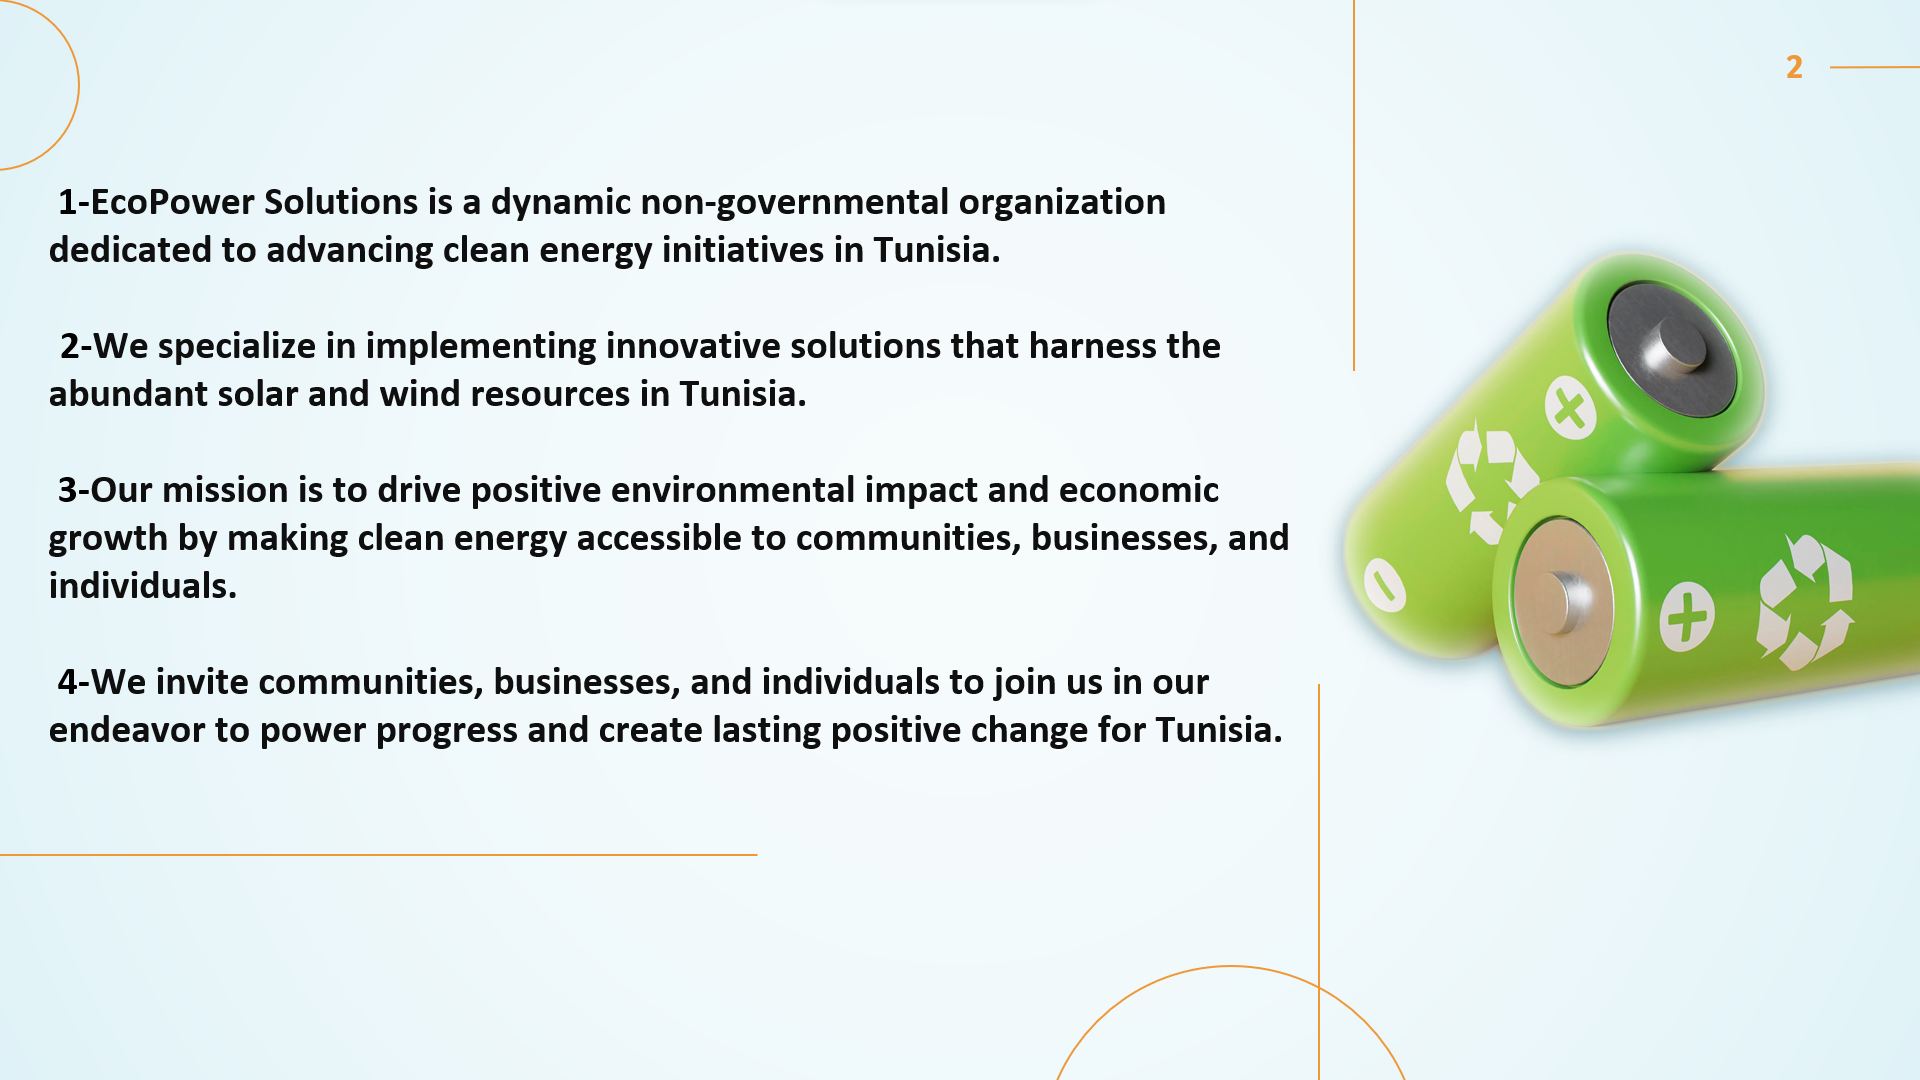 2
1-EcoPower Solutions is a dynamic non-governmental organization
dedicated to advancing clean energy initiatives in Tunisia.
2-We specialize in implementing innovative solutions that harness the
abundant solar and wind resources in Tunisia.
3-Our mission is to drive positive environmental impact and economic
growth by making clean energy accessible to communities, businesses, and
individuals.
4-We invite communities, businesses, and individuals to join us in our
endeavor to power progress and create lasting positive change for Tunisia.